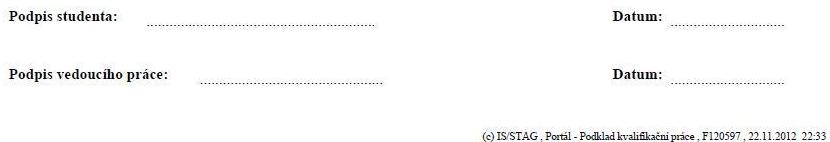 Podpis studenta: ........................................ Datum: ....................
Podpis vedoucího práce: ................................ Datum: ....................
(c) IS/STAG , Portál - Podklad kvalifikační práce , F120597 , 22.11.2012 22:33